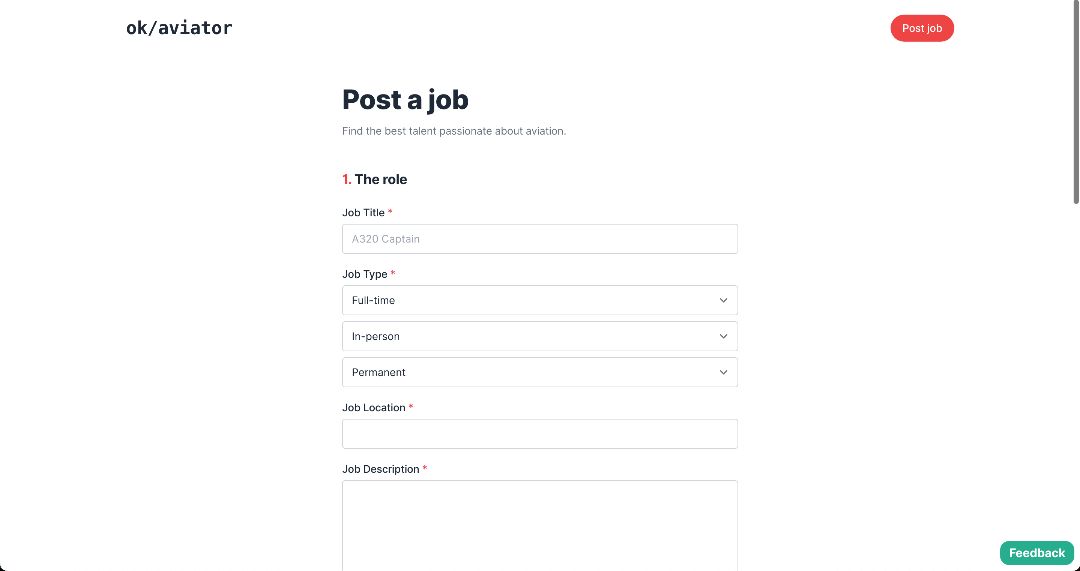 ok/aviator
Post job
Post a job
Find the best talent passionate about aviation.
1. The role
Job Title *
A320 Captain
Job Type *
Full-time
In-person
Permanent
Job Location *
Job Description *
Feedback